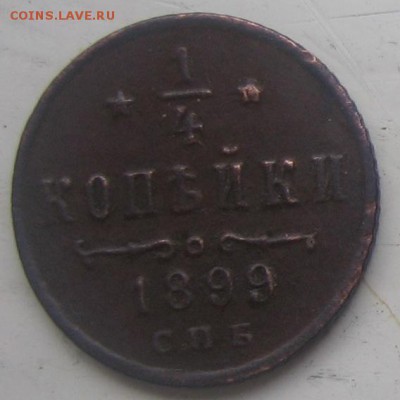 COINS.LAVE.RU
1/4
КОПѢЙКИ
1899
С.П.Б.